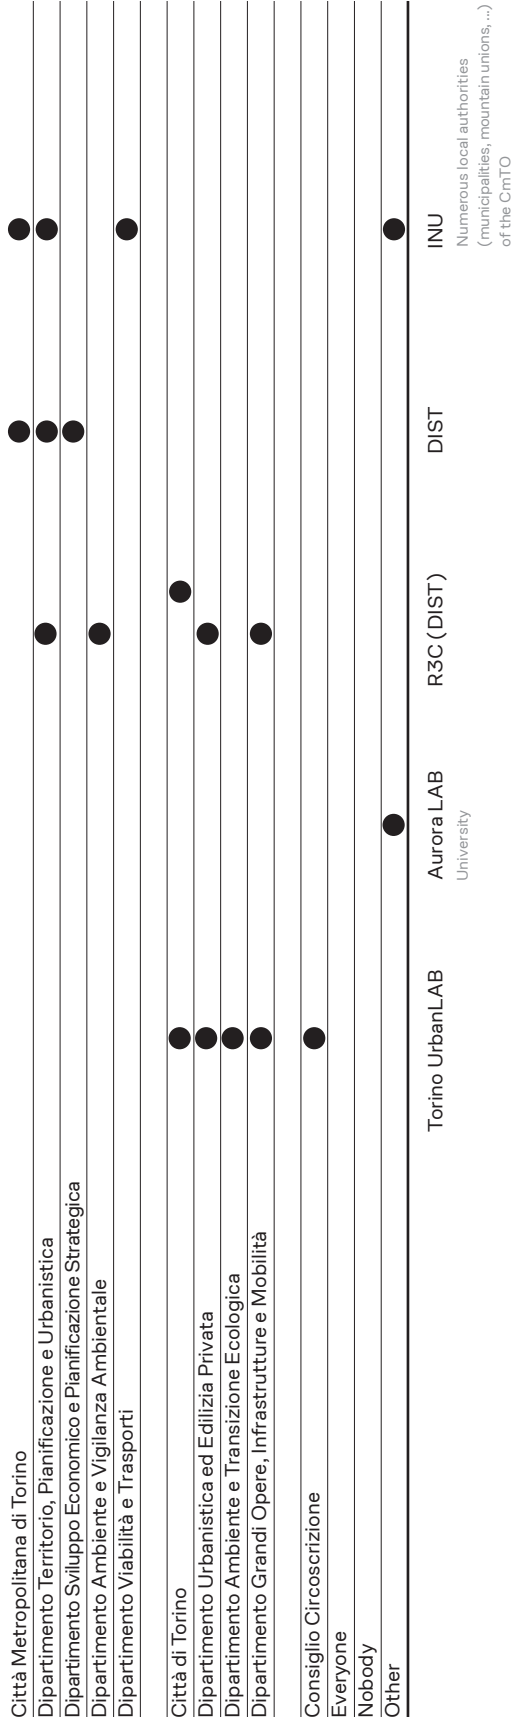 Città Metropolitana di Torino
Dipartimento Territorio, Pianificazione e Urbanistica
Dipartimento Sviluppo Economico e Pianificazione Strategica
Dipartimento Ambiente e Vigilanza Ambientale
Dipartimento Viabilità e Trasporti
Città di Torino
Dipartimento Urbanistica ed Edilizia Privata
Dipartimento Ambiente e Transizione Ecologica
Dipartimento Grandi Opere, Infrastrutture e Mobilità
Consiglio Circoscrizione
Everyone
Nobody
Other
Torino UrbanLAB
Aurora LAB
University
R3C (DIST)
DIST
INU
Numerous local authorities
(municipalities, mountain unions, ...)
of the CmTO